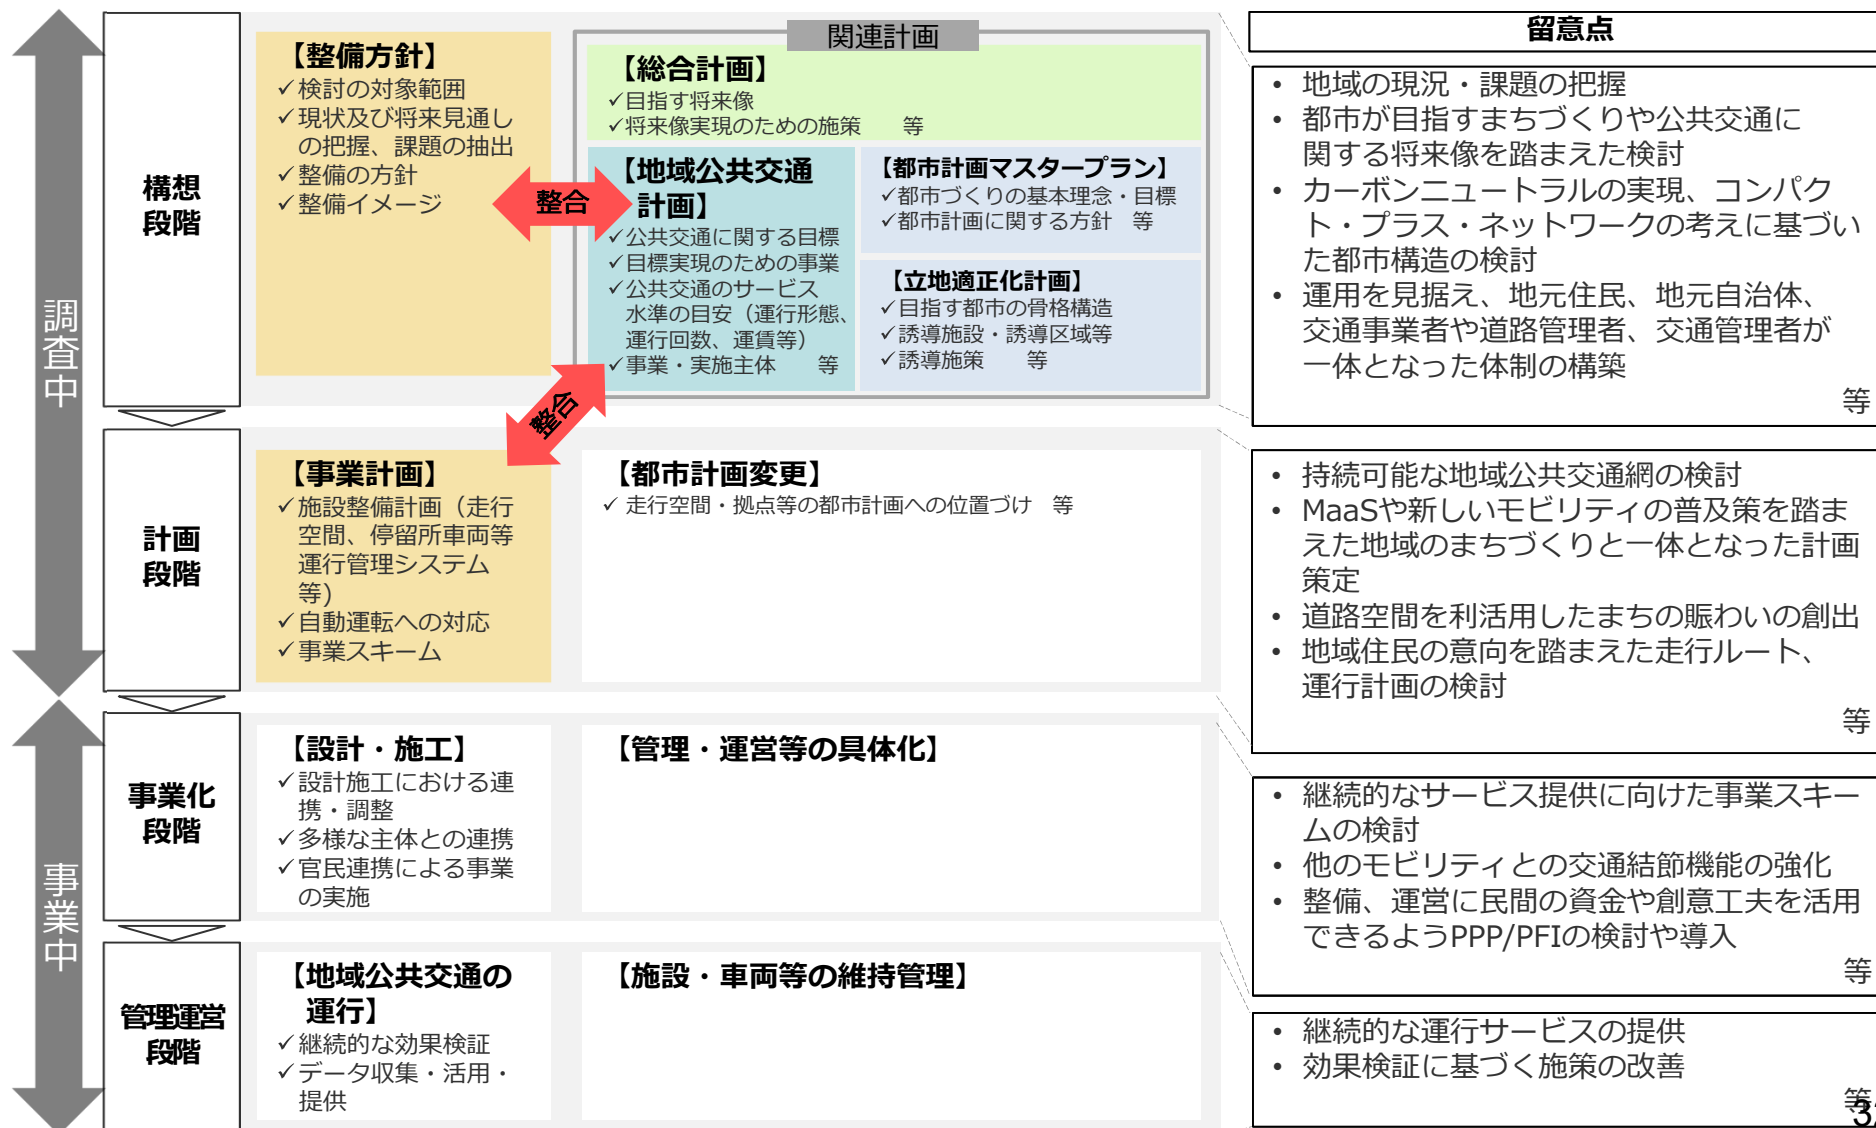 調査中
事業中
構想
段階
【整備方針】
✓検討の対象範囲
✓現状及び将来見通し
の把握、課題の抽出
✓整備の方針
✓整備イメージ
整合
関連計画
【総合計画】
✓目指す将来像
✓将来像実現のための施策　等
【地域公共交通
計画】
✓公共交通に関する目標
✓目標実現のための事業
✓公共交通のサービス
水準の目安（運行形態、
運行回数、運賃等）
✓事業・実施主体　等
【都市計画マスタープラン】
✓都市づくりの基本理念・目標
✓都市計画に関する方針　等
【立地適正化計画】
✓目指す都市の骨格構造
✓誘導施設・誘導区域等
✓誘導施策　等
整合
留意点
• 地域の現況・課題の把握
• 都市が目指すまちづくりや公共交通に
関する将来像を踏まえた検討
• カーボンニュートラルの実現、コンパク
ト・プラス・ネットワークの考えに基づい
た都市構造の検討
• 運用を見据え、地元住民、地元自治体、
交通事業者や道路管理者、交通管理者が
一体となった体制の構築
等
計画
段階
【事業計画】
✓施設整備計画（走行
空間、停留所車両等
運行管理システム
等)
✓自動運転への対応
✓事業スキーム
【都市計画変更】
✓走行空間・拠点等の都市計画への位置づけ　等
• 持続可能な地域公共交通網の検討
• MaaSや新しいモビリティの普及策を踏ま
えた地域のまちづくりと一体となった計画
策定
• 道路空間を利活用したまちの賑わいの創出
• 地域住民の意向を踏まえた走行ルート、
運行計画の検討
等
事業化
段階
【設計・施工】
✓設計施工における連
携・調整
✓多様な主体との連携
✓官民連携による事業
の実施
【管理・運営等の具体化】
• 継続的なサービス提供に向けた事業スキー
ムの検討
• 他のモビリティとの交通結節機能の強化
• 整備、運営に民間の資金や創意工夫を活用
できるようPPP/PFIの検討や導入
等
管理運営
段階
【地域公共交通の
運行】
✓継続的な効果検証
✓データ収集・活用・
提供
【施設・車両等の維持管理】
• 継続的な運行サービスの提供
• 効果検証に基づく施策の改善
等